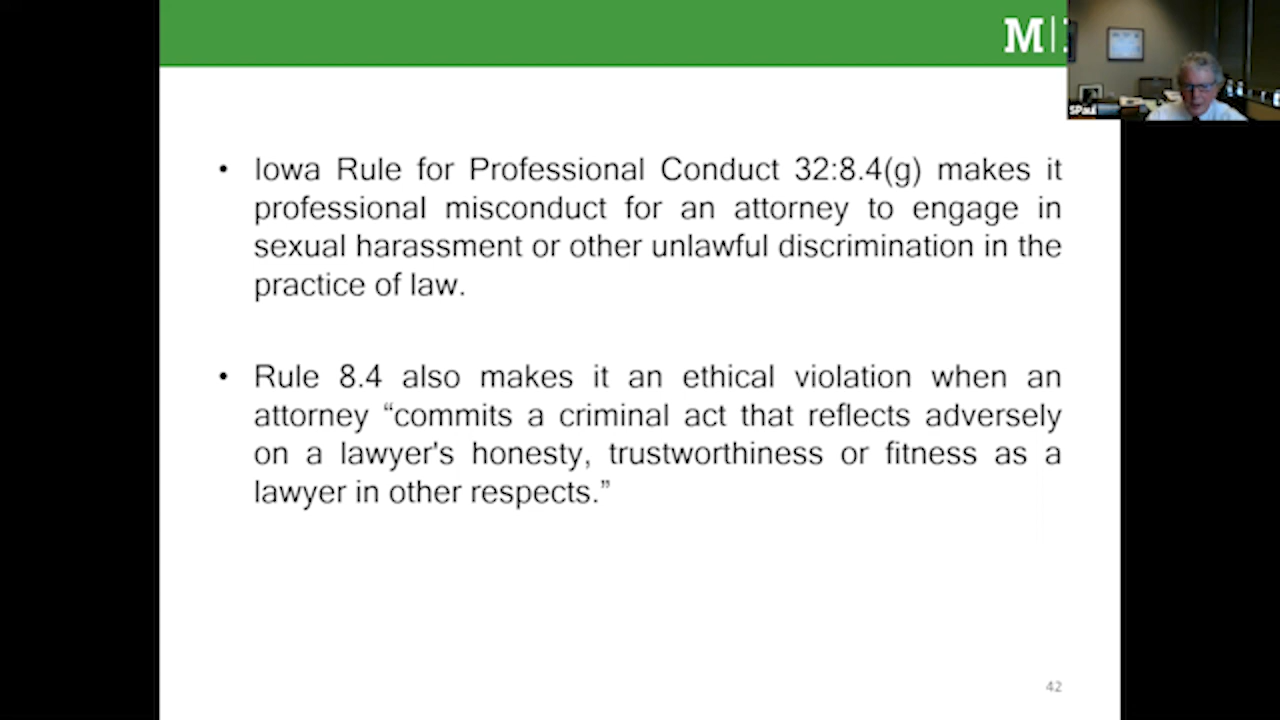 M|
SPaul
• Iowa Rule for Professional Conduct 32:8.4(g) makes it
professional misconduct for an attorney to engage in
sexual harassment or other unlawful discrimination in the
practice of law.
• Rule 8.4 also makes it an ethical violation when an
attorney “commits a criminal act that reflects adversely
on a lawyer's honesty, trustworthiness or fitness as a
lawyer in other respects.”
42